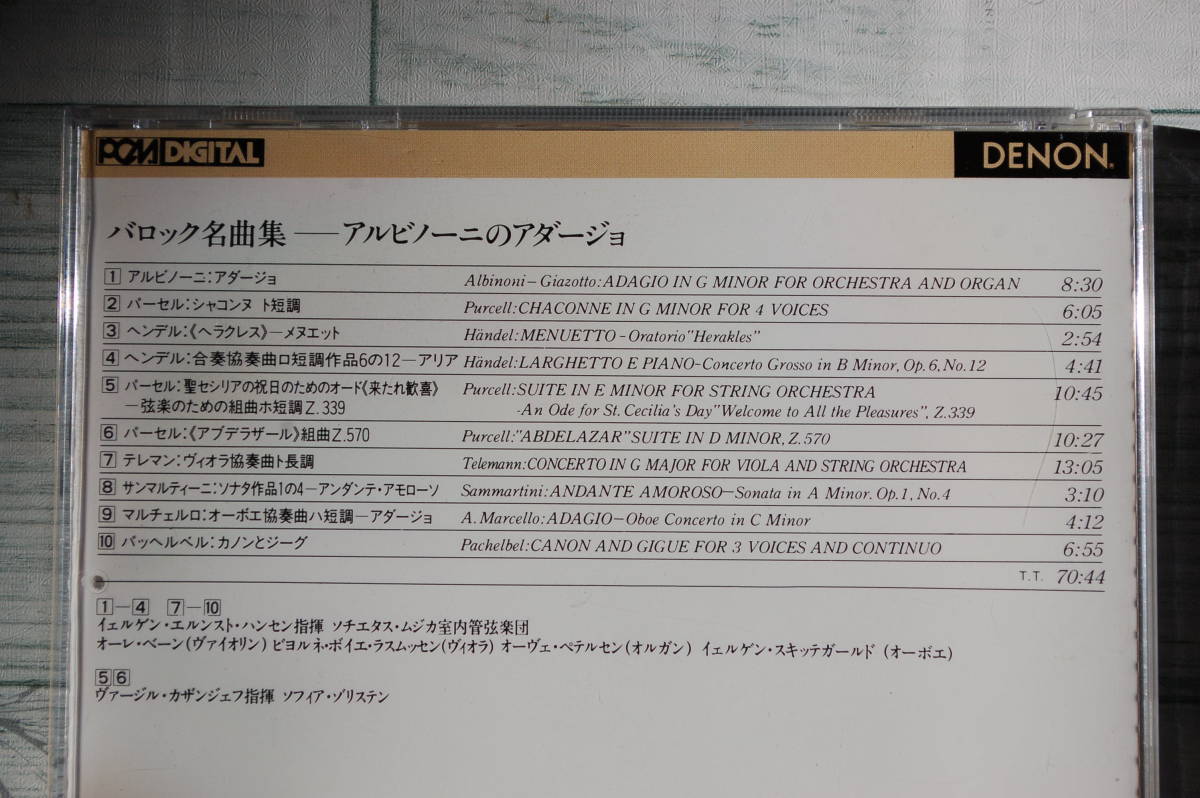 PCM DIGITAL
DENON
バロック名曲集──アルビノーニのアダージョ
1 アルビノーニ:アダージョ Albinoni–Giazotto: ADAGIO IN G MINOR FOR ORCHESTRA AND ORGAN 8:30
2 パーセル:シャコンヌ ト短調 Purcell: CHACONNE IN G MINOR FOR 4 VOICES 6:05
3 ヘンデル:《ヘラクレス》─メヌエット Händel: MENUETTO–Oratorio "Herakles" 2:54
4 ヘンデル:合奏協奏曲ロ短調作品6の12─アリア Händel: LARGHETTO E PIANO–Concerto Grosso in B Minor, Op.6, No.12 4:41
5 パーセル:聖セシリアの祝日のためのオード《来たれ歓喜》 Purcell: SUITE IN E MINOR FOR STRING ORCHESTRA 10:45
─弦楽のための組曲ホ短調Z.339 -An Ode for St. Cecilia's Day "Welcome to All the Pleasures", Z.339
6 パーセル:《アブデラザール》組曲Z.570 Purcell: "ABDELAZAR" SUITE IN D MINOR, Z.570 10:27
7 テレマン:ヴィオラ協奏曲ト長調 Telemann: CONCERTO IN G MAJOR FOR VIOLA AND STRING ORCHESTRA 13:05
8 サンマルティーニ:ソナタ作品1の4─アンダンテ・アモローソ Sammartini: ANDANTE AMOROSO–Sonata in A Minor. Op.1, No.4 3:10
9 マルチェルロ:オーボエ協奏曲ハ短調─アダージョ A. Marcello: ADAGIO–Oboe Concerto in C Minor 4:12
10 パッヘルベル:カノンとジーグ Pachelbel: CANON AND GIGUE FOR 3 VOICES AND CONTINUO 6:55
T.T. 70:44
1─4 7─10
イェルゲン・エルンスト・ハンセン指揮 ソチエタス・ムジカ室内管弦楽団
オーレ・ベーン(ヴァイオリン) ビヨルネ・ボイエ・ラスムッセン(ヴィオラ) オーヴェ・ペテルセン(オルガン) イェルゲン・スキッテガールド (オーボエ)
5 6
ヴァージル・カザンジェフ指揮 ソフィア・ゾリステン